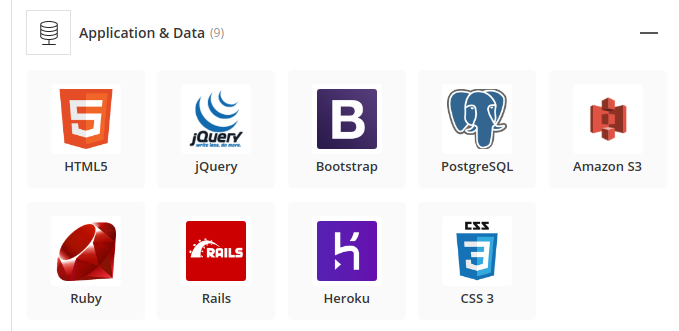 Application & Data (9)
5
jQuery
write less, do more.
B
HTML5
jQuery
Bootstrap
PostgreSQL
Amazon S3
RAILS
CSS
3
Ruby
Rails
Heroku
CSS 3